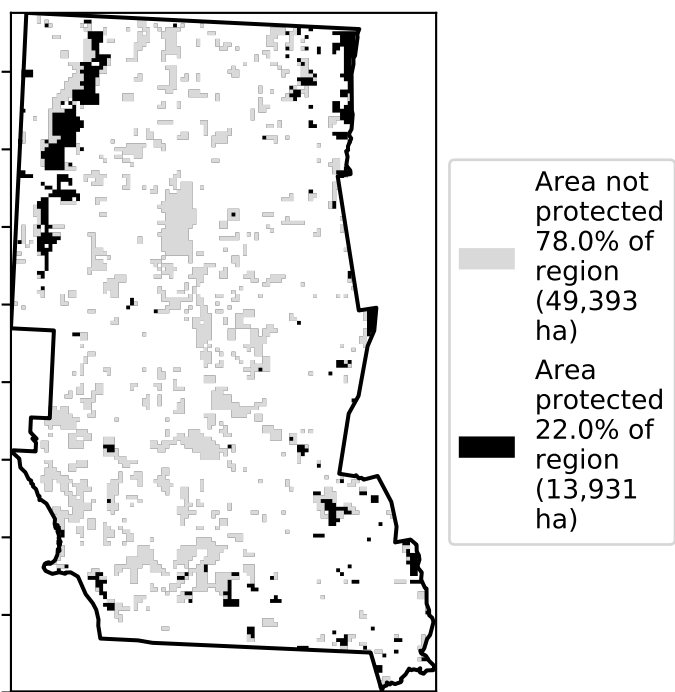 Area not
protected
78.0% of
region
(49,393
ha)
Area
protected
22.0% of
region
(13,931
ha)